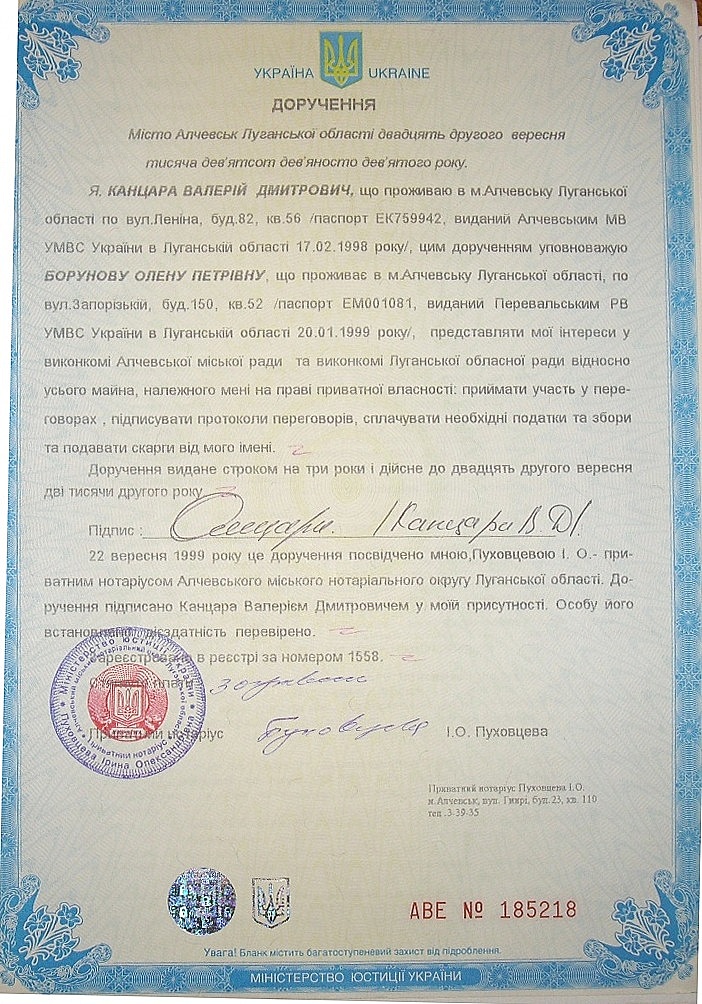 УКРАЇНА UKRAINE
ДОРУЧЕННЯ
Місто Алчевськ Луганської області двадцять другого вересня
тисяча дев'ятсот дев'яносто дев'ятого року.
Я, КАНЦАРА ВАЛЕРІЙ ДМИТРОВИЧ, що проживаю в м.Алчевську Луганської
області по вул.Леніна, буд.82, кв.56 /паспорт ЕК759942, виданий Алчевським МВ
УМВС України в Луганській області 17.02.1998 року/, цим дорученням уповноважую
БОРУНОВУ ОЛЕНУ ПЕТРІВНУ, що проживає в м.Алчевську Луганської області, по
вул.Запорізькій, буд.150, кв.52 /паспорт ЕМ001081, виданий Перевальським РВ
УМВС України в Луганській області 20.01.1999 року/, представляти мої інтереси у
виконкомі Алчевської міської ради та виконкомі Луганської обласної ради відносно
усього майна, належного мені на праві приватної власності: приймати участь у пере-
говорах , підписувати протоколи переговорів, сплачувати необхідні податки та збори
та подавати скарги від мого імені.
Доручення видане строком на три роки і дійсне до двадцять другого вересня
дві тисячи другого року
Підпис : /Канцара В.Д/.
22 вересня 1999 року це доручення посвідчено мною,Пуховцевою І. О.- при-
ватним нотаріусом Алчевського міського нотаріального округу Луганської області. До-
ручення підписано Канцара Валерієм Дмитровичем у моїй присутності. Особу його
встановлено, дієздатність перевірено.
Зареєстровано в реєстрі за номером 1558.
плати
Приватний нотаріус І.О. Пуховцева
МІНІСТЕРСТВО ЮСТИЦІЇ УКРАЇНИ
Пуховцева Ірина Олександрівна
Приватний нотаріус
Приватний нотаріус Пуховцева І.О.
м.Алчевськ, вул. Гмирі, буд.23, кв. 110
тел .3-39-35
АВЕ № 185218
Увага! Бланк містить багатоступеневий захист від підроблення.
МІНІСТЕРСТВО ЮСТИЦІЇ УКРАЇНИ